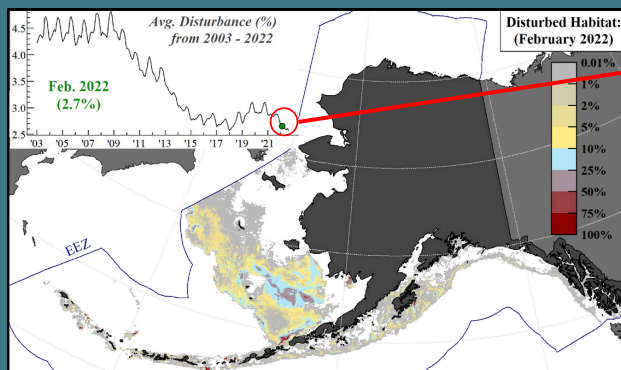 Avg. Disturbance (%)
from 2003 - 2022
Feb. 2022
(2.7%)
4.5
4.0
3.5
3.0
2.5
'03 '05 '07 '09 '11 '13 '15 '17 '19 '21
Disturbed Habitat:
(February 2022)
0.01%
1%
2%
5%
10%
25%
50%
75%
100%
EEZ